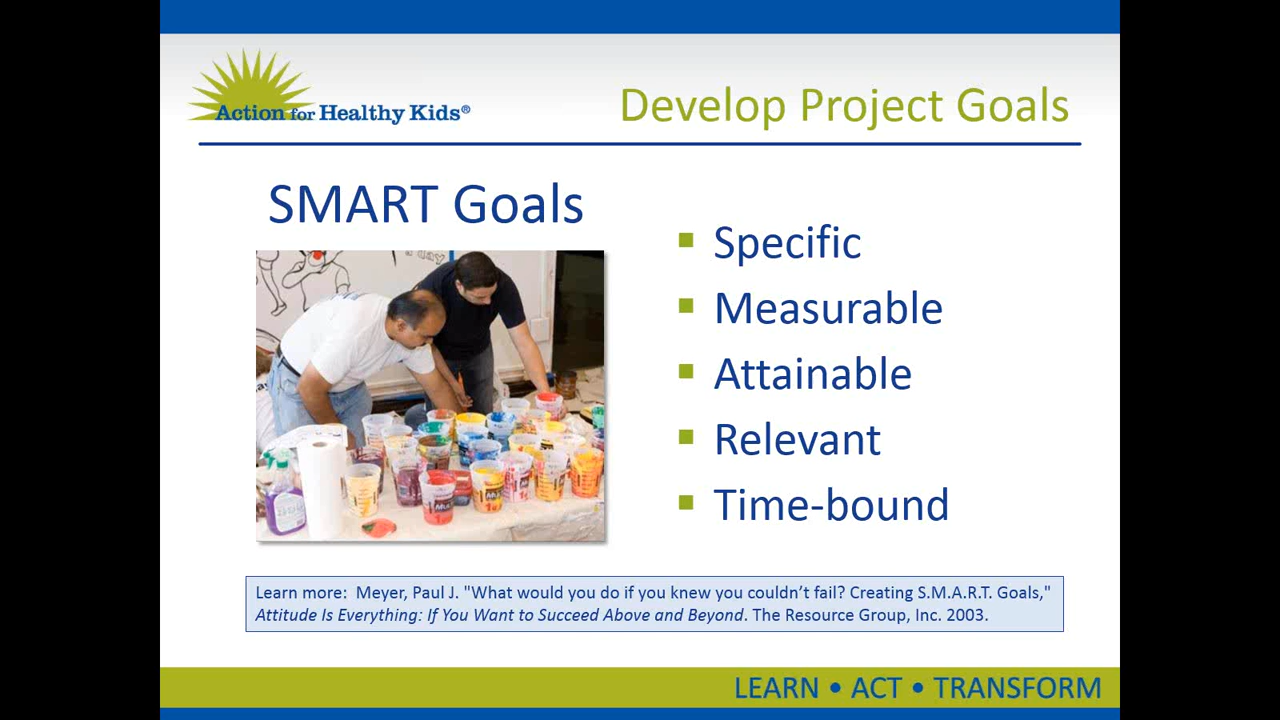 Action for Healthy Kids®
Develop Project Goals
SMART Goals
Specific
Measurable
Attainable
Relevant
Time-bound
Learn more: Meyer, Paul J. "What would you do if you knew you couldn’t fail? Creating S.M.A.R.T. Goals,"
Attitude Is Everything: If You Want to Succeed Above and Beyond. The Resource Group, Inc. 2003.
LEARN • ACT • TRANSFORM